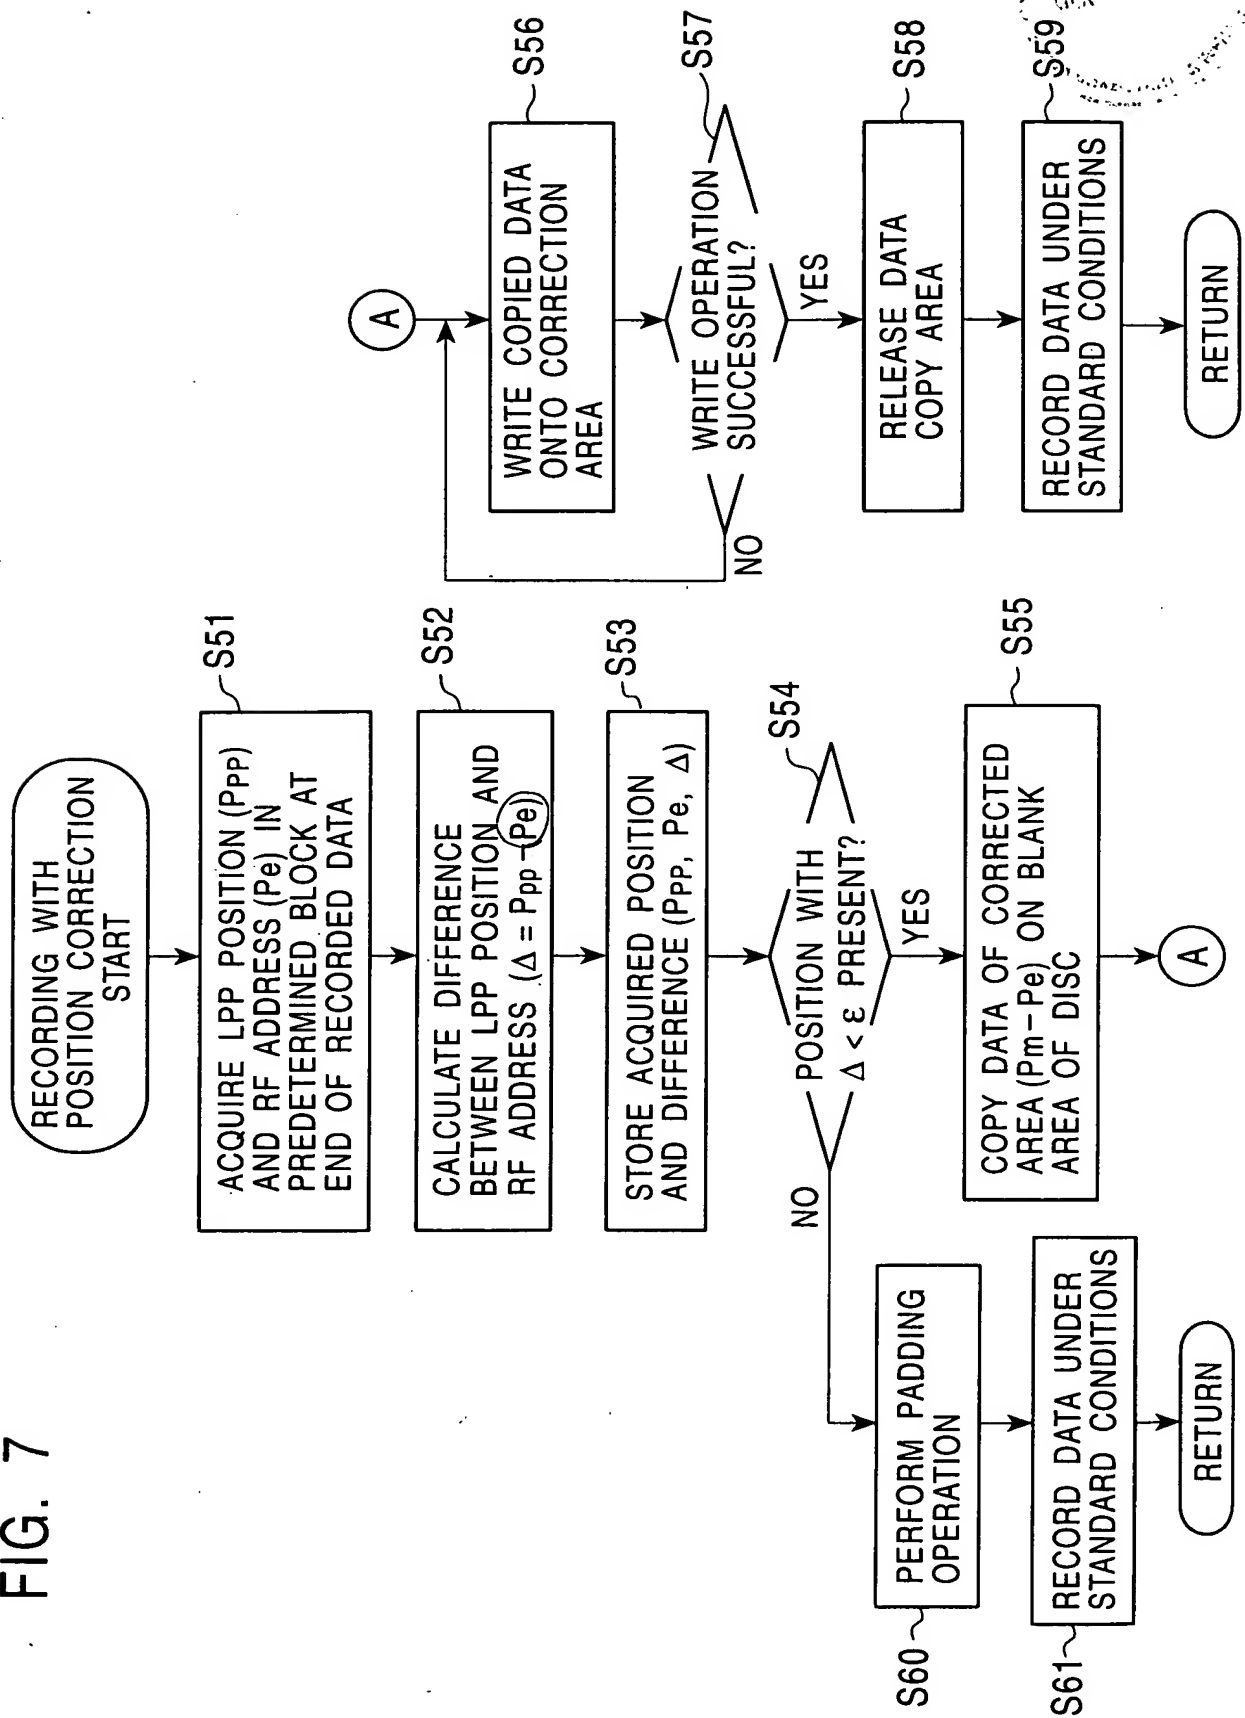 FIG. 7
RECORDING WITH
POSITION CORRECTION
START
ACQUIRE LPP POSITION (PPP)
AND RF ADDRESS (Pe) IN
PREDETERMINED BLOCK AT
END OF RECORDED DATA
S51
CALCULATE DIFFERENCE
BETWEEN LPP POSITION AND
RF ADDRESS (Δ = Ppp-Pe)
S52
STORE ACQUIRED POSITION
AND DIFFERENCE (PPP, Pe, Δ)
S53
POSITION WITH
Δ < ε PRESENT?
S54
NO
YES
COPY DATA OF CORRECTED
AREA (Pm-Pe) ON BLANK
AREA OF DISC
S55
A
PERFORM PADDING
OPERATION
S60
RECORD DATA UNDER
STANDARD CONDITIONS
S61
RETURN
A
WRITE COPIED DATA
ONTO CORRECTION
AREA
S56
WRITE OPERATION
SUCCESSFUL?
S57
NO
YES
RELEASE DATA
COPY AREA
S58
RECORD DATA UNDER
STANDARD CONDITIONS
S59
RETURN